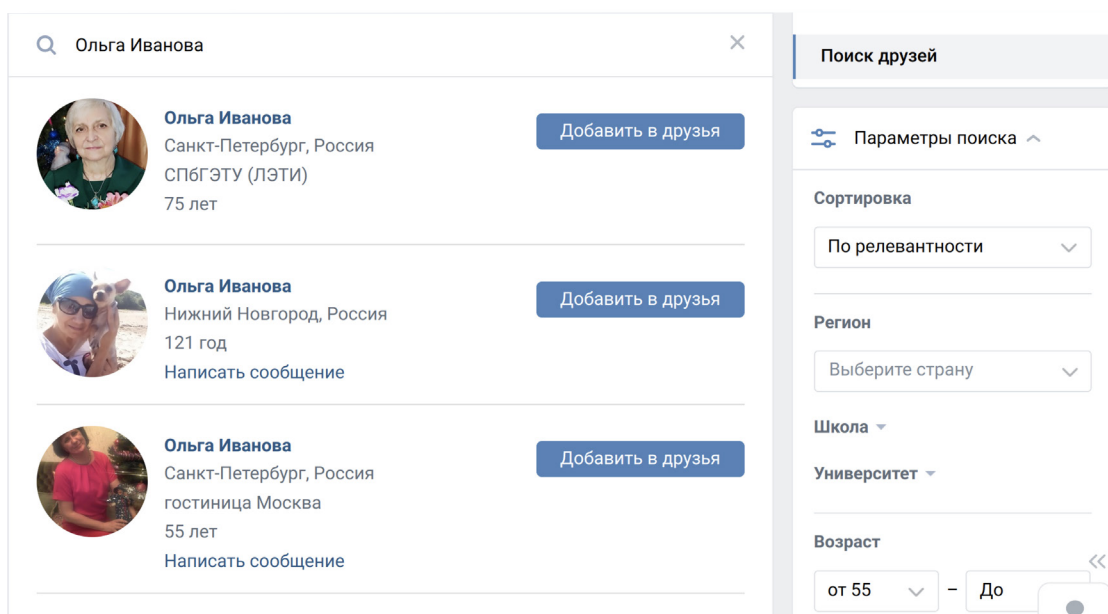 Ольга Иванова
Ольга Иванова
Санкт-Петербург, Россия
СПбГЭТУ (ЛЭТИ)
75 лет
Добавить в друзья
Ольга Иванова
Нижний Новгород, Россия
121 год
Написать сообщение
Добавить в друзья
Ольга Иванова
Санкт-Петербург, Россия
гостиница Москва
55 лет
Написать сообщение
Добавить в друзья
Поиск друзей
Параметры поиска
Сортировка
По релевантности
Регион
Выберите страну
Школа
Университет
Возраст
от 55 – До